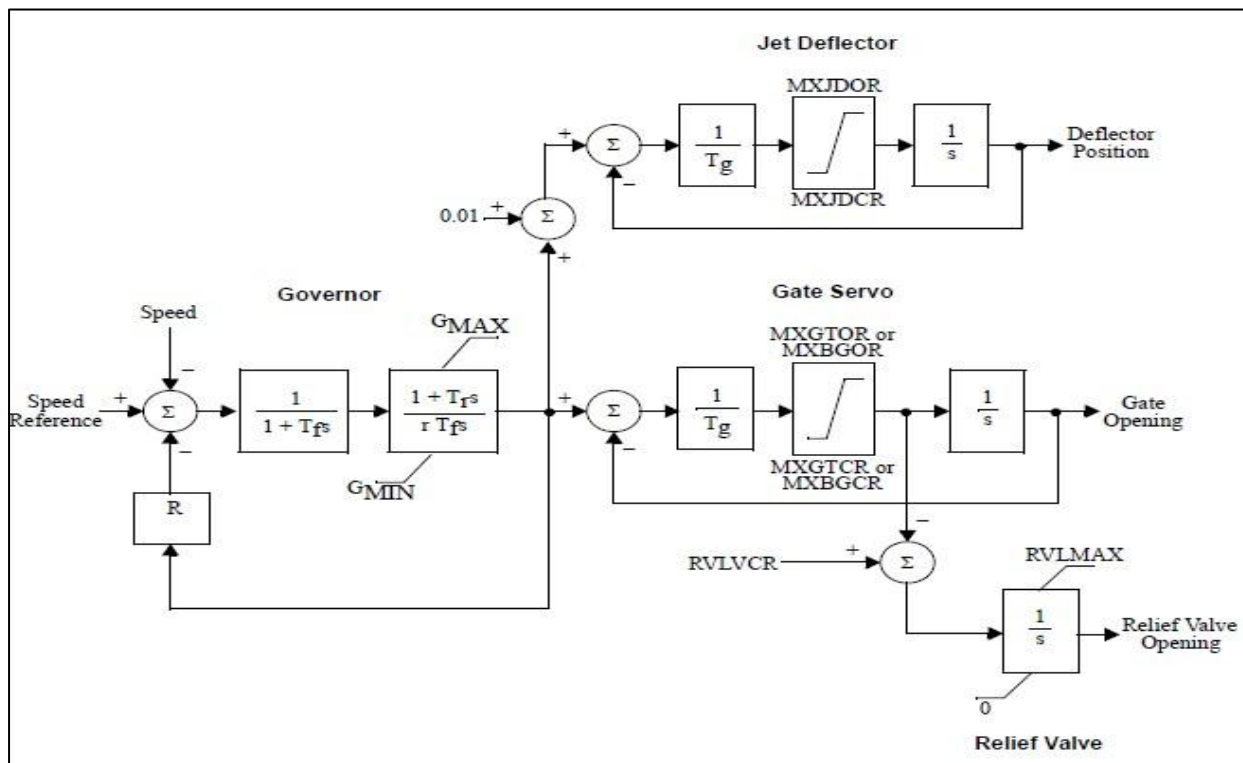 Jet Deflector
MXJDOR
+
Σ
1
Tg
1
s
Deflector
Position
−
MXJDCR
0.01
+
Σ
+
Governor
Gate Servo
Speed
GMAX
MXGTOR or
MXBGOR
−
Speed
Reference
+
Σ
1
1 + Tfs
1 + Trs
r Tfs
+
Σ
1
Tg
1
s
Gate
Opening
−
−
GMIN
MXGTCR or
MXBGCR
R
−
RVLVCR
+
Σ
RVLMAX
1
s
Relief Valve
Opening
0
Relief Valve